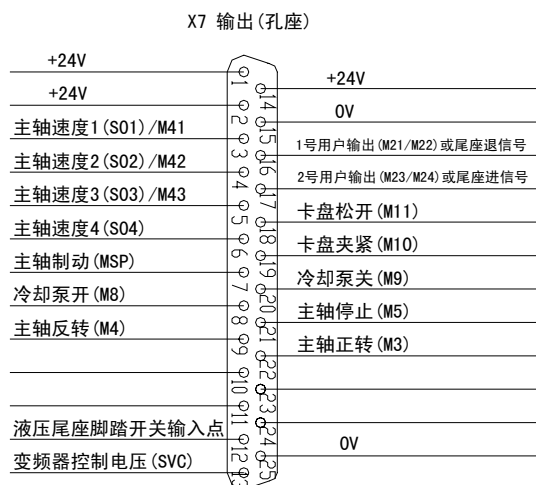 X7 输出(孔座)
+24V
+24V
主轴速度1(S01)/M41
主轴速度2(S02)/M42
主轴速度3(S03)/M43
主轴速度4(S04)
主轴制动(MSP)
冷却泵开(M8)
主轴反转(M4)
液压尾座脚踏开关输入点
变频器控制电压(SVC)
1
2
3
4
5
6
7
8
9
10
11
12
13
14
15
16
17
18
19
20
21
22
23
24
25
+24V
0V
1号用户输出(M21/M22)或尾座退信号
2号用户输出(M23/M24)或尾座进信号
卡盘松开(M11)
卡盘夹紧(M10)
冷却泵关(M9)
主轴停止(M5)
主轴正转(M3)
0V